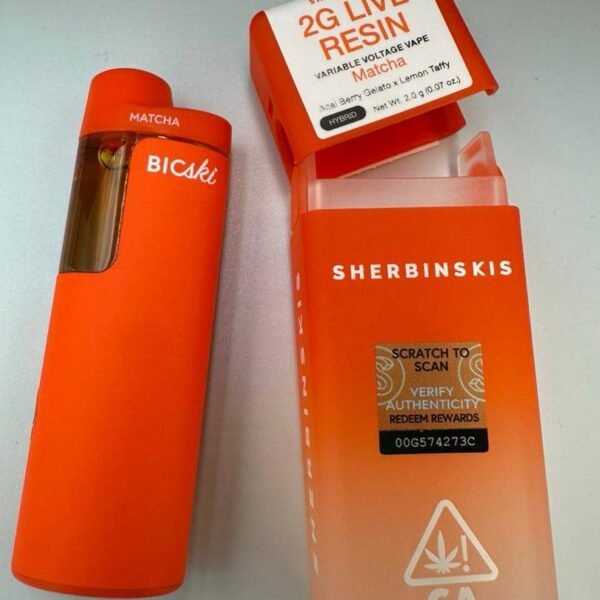 MATCHA
BICski
2G LIVE
RESIN
VARIABLE VOLTAGE VAPE
Matcha
Acai Berry Gelato x Lemon Taffy
HYBRID
Net Wt. 2.0 g (0.07 oz.)
SHERBINSKIS
SHERBINSKIS
SCRATCH TO
SCAN
VERIFY
AUTHENTICITY
REDEEM REWARDS
00G574273C
!
CA